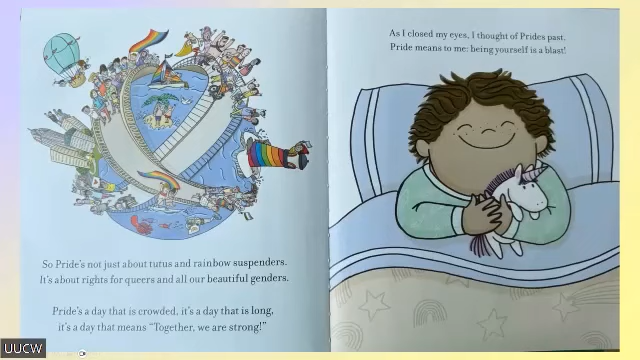 So Pride's not just about tutus and rainbow suspenders.
It's about rights for queers and all our beautiful genders.
Pride's a day that is crowded, it's a day that is long,
it's a day that means "Together, we are strong!"
As I closed my eyes, I thought of Prides past.
Pride means to me: being yourself is a blast!
UUCW